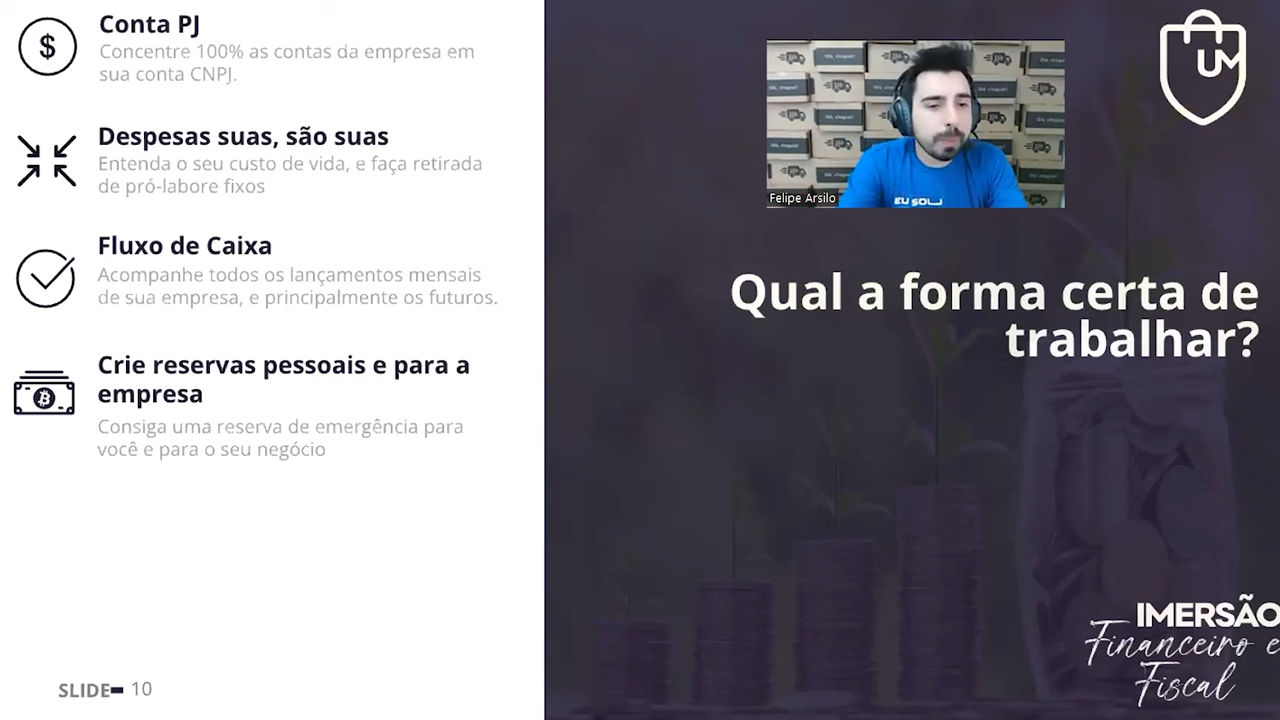 Conta PJ
Concentre 100% as contas da empresa em
sua conta CNPJ.
Despesas suas, são suas
Entenda o seu custo de vida, e faça retirada
de pró-labore fixos
Fluxo de Caixa
Acompanhe todos os lançamentos mensais
de sua empresa, e principalmente os futuros.
Crie reservas pessoais e para a
empresa
Consiga uma reserva de emergência para
você e para o seu negócio
SLIDE 10
UM
Felipe Arsilo
EU SOU
Qual a forma certa de
trabalhar?
IMERSÃO
Financeiro e
Fiscal